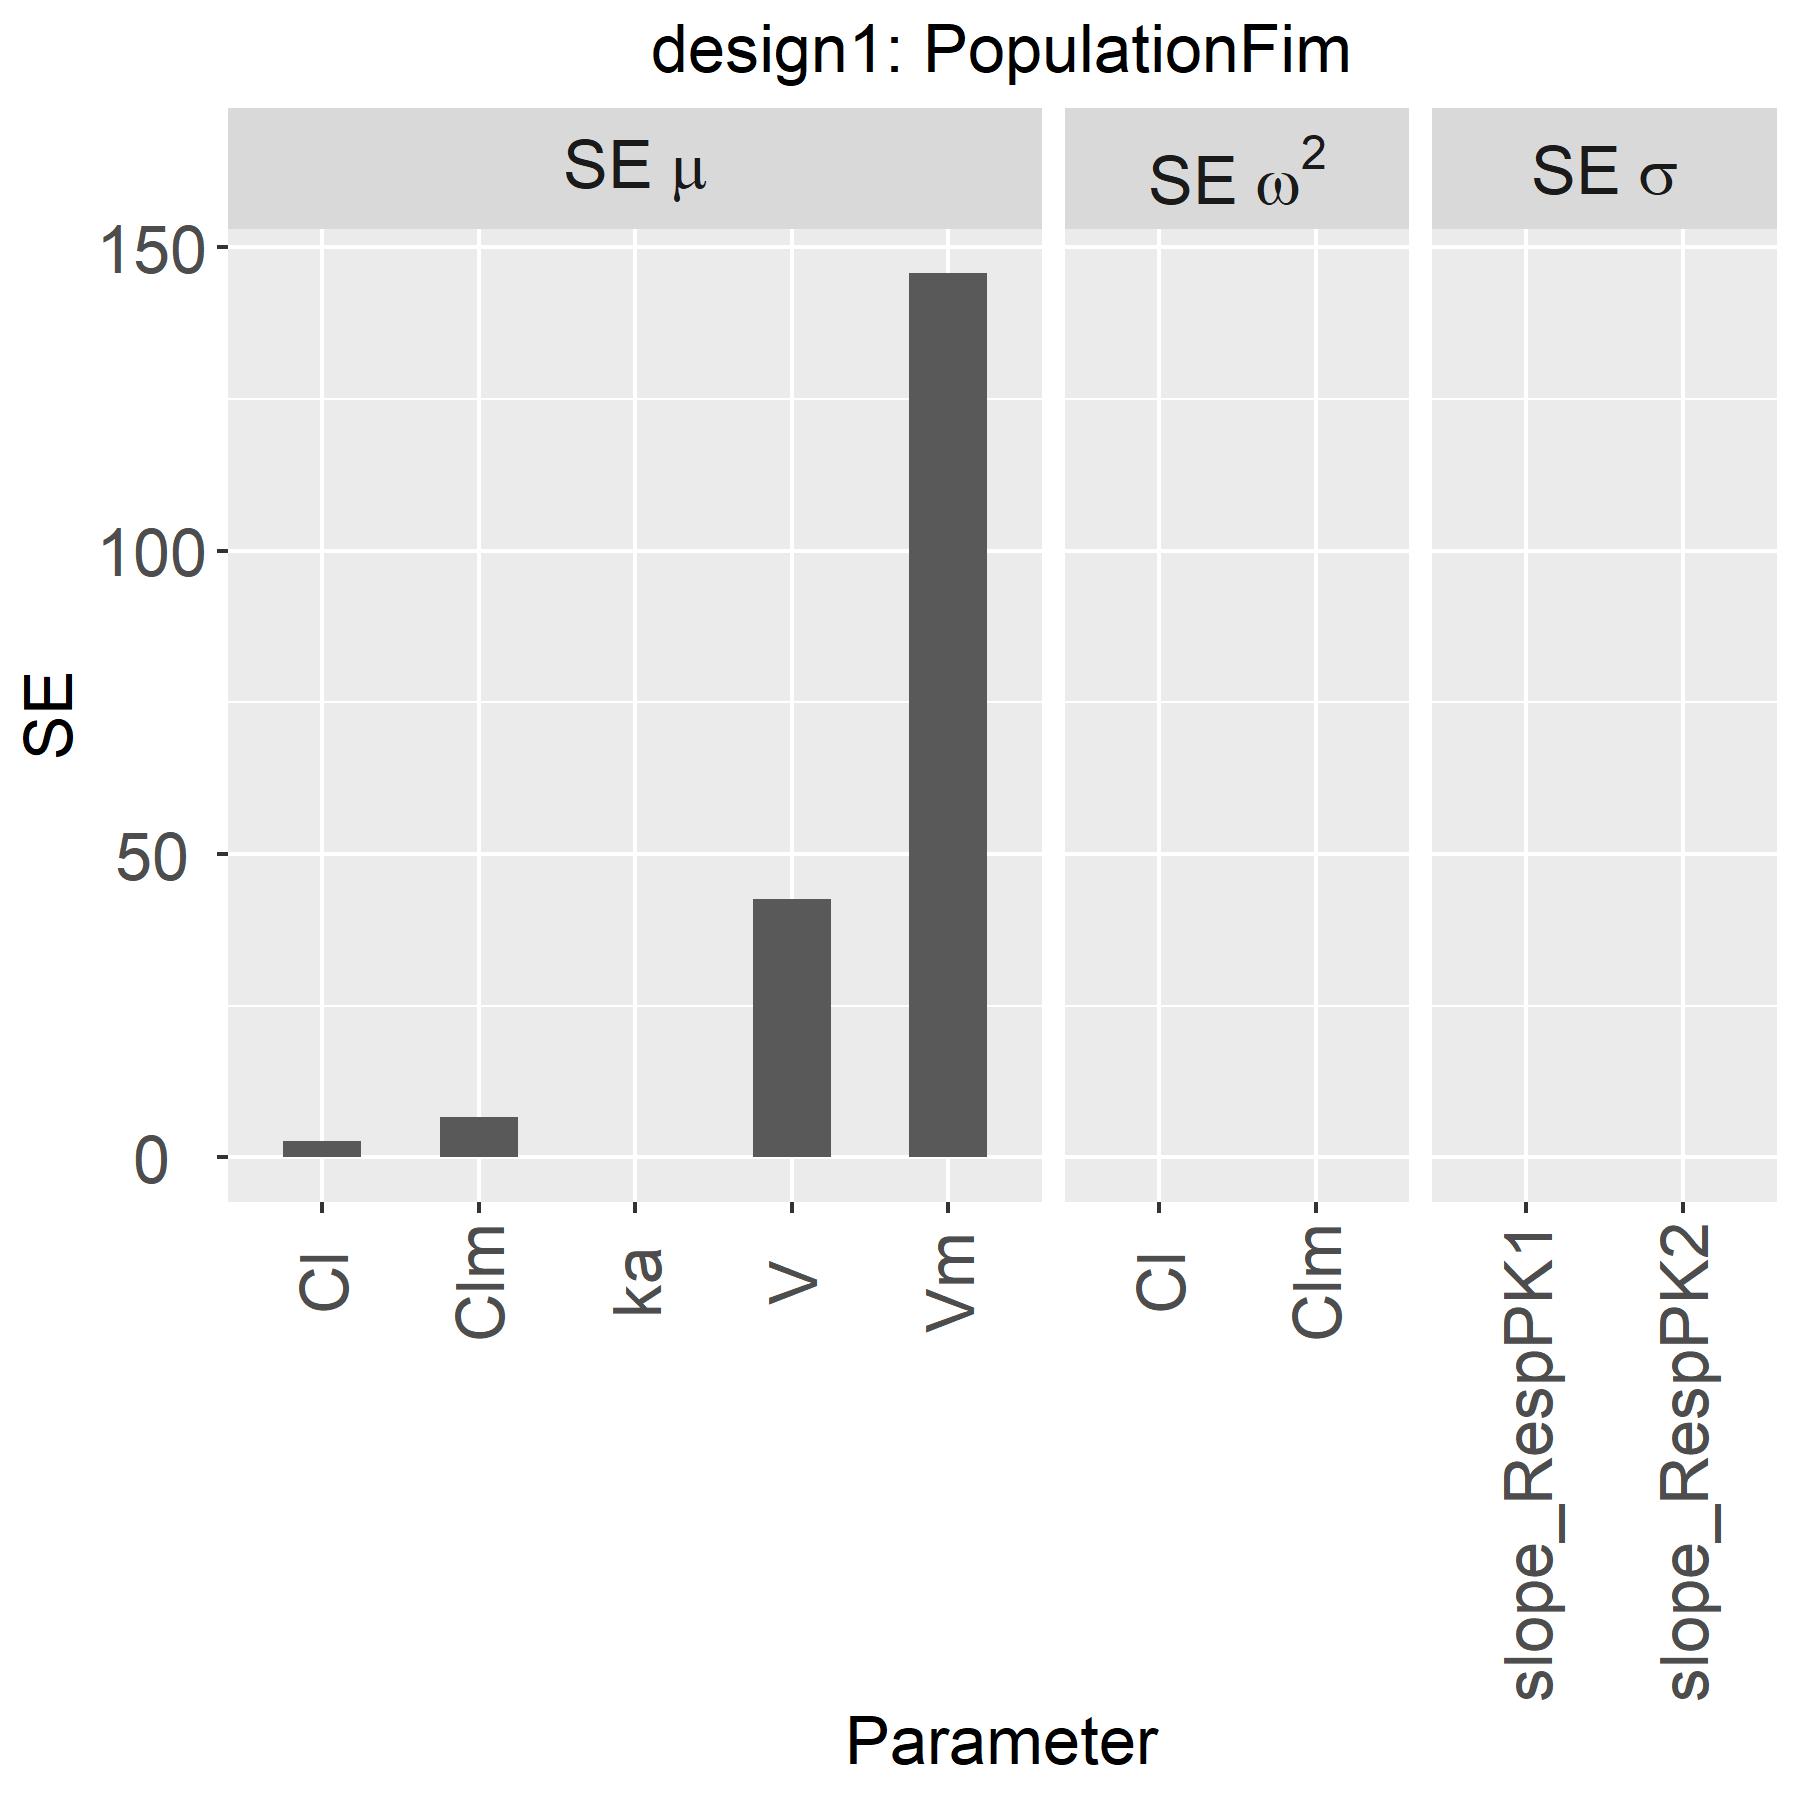 design1: PopulationFim
SE μ
SE ω²
SE σ
150
100
50
0
SE
Cl
Clm
ka
V
Vm
Cl
Clm
slope_RespPK1
slope_RespPK2
Parameter